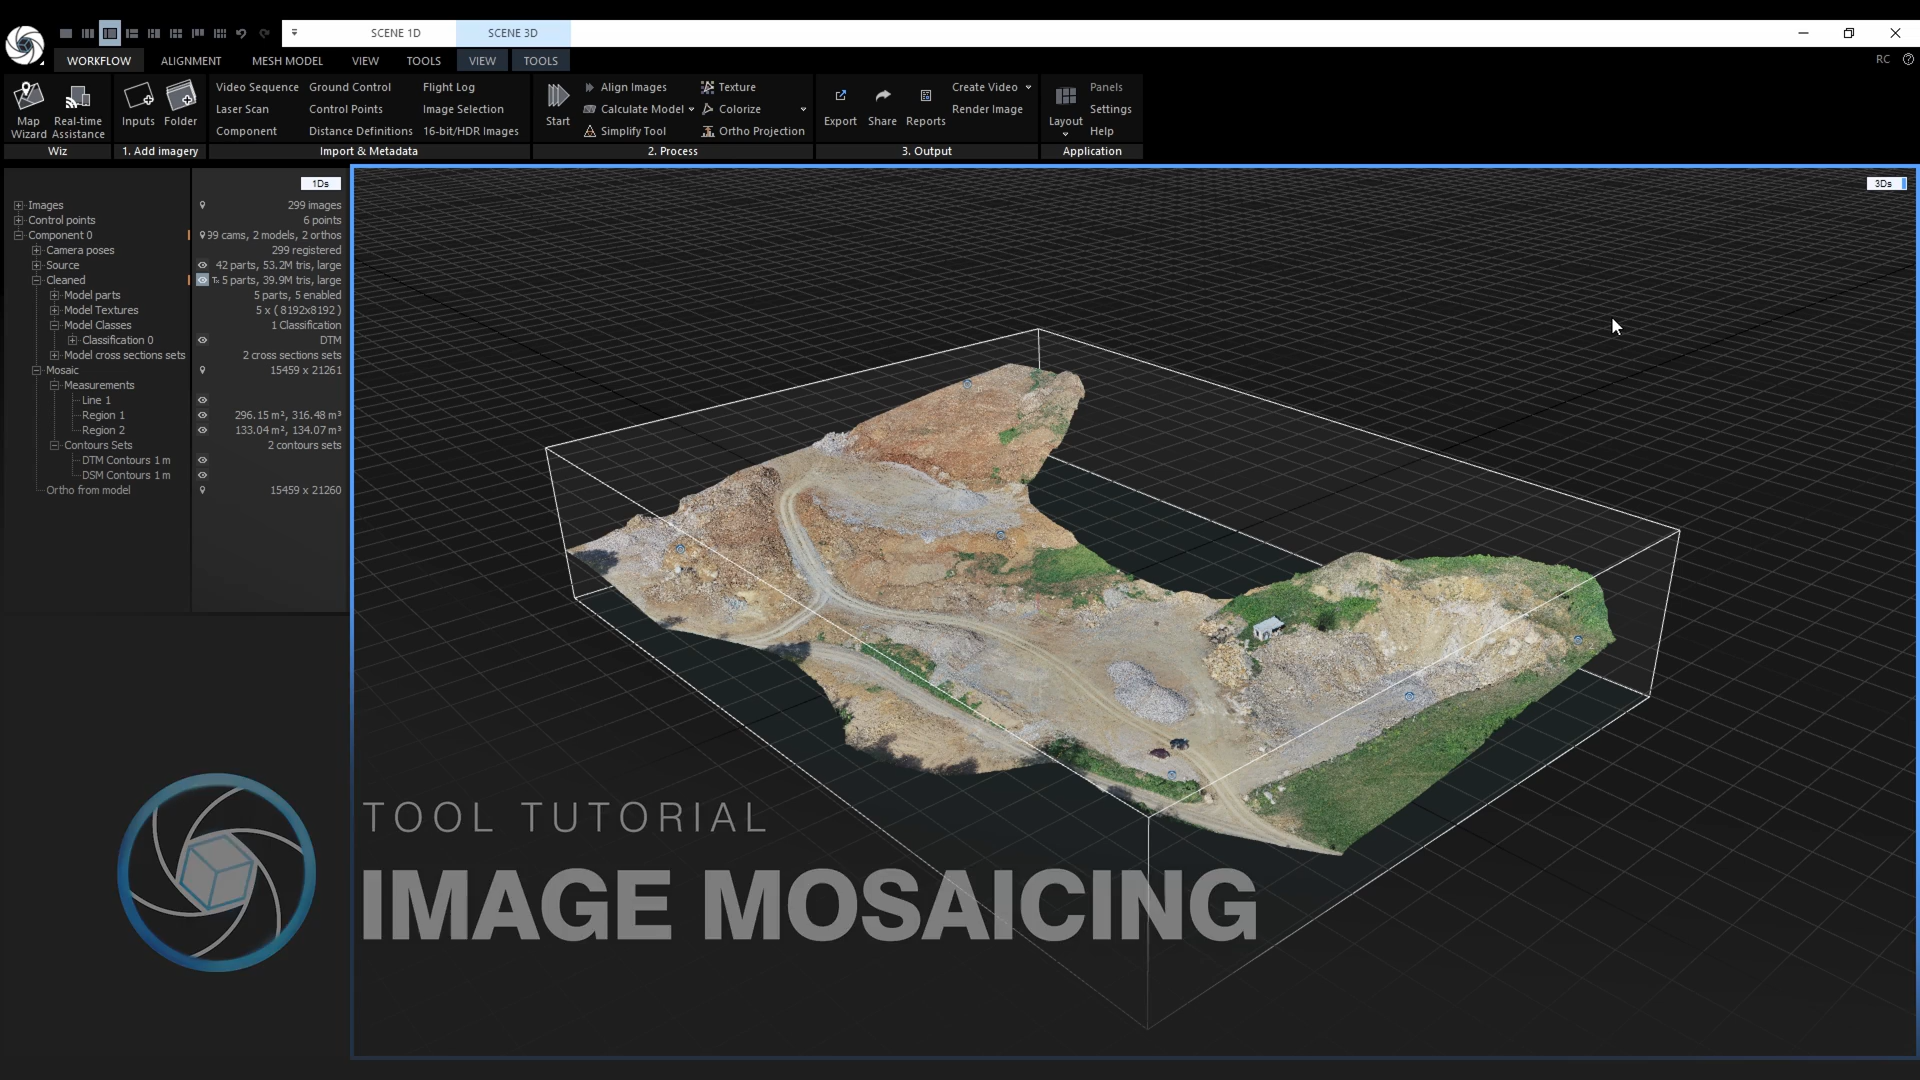 SCENE 1D
SCENE 3D
WORKFLOW
ALIGNMENT
MESH MODEL
VIEW
TOOLS
VIEW
TOOLS
RC
Map Wizard
Real-time Assistance
Wiz
Inputs
Folder
1. Add imagery
Video Sequence
Ground Control
Flight Log
Laser Scan
Control Points
Image Selection
Component
Distance Definitions
16-bit/HDR Images
Import & Metadata
Start
Align Images
Texture
Calculate Model
Colorize
Simplify Tool
Ortho Projection
2. Process
Export
Share
Reports
Create Video
Render Image
3. Output
Layout
Panels
Settings
Help
Application
1Ds
3Ds
Images 299 images
Control points 6 points
Component 0 99 cams, 2 models, 2 orthos
Camera poses 299 registered
Source 42 parts, 53.2M tris, large
Cleaned Tx 5 parts, 39.9M tris, large
Model parts 5 parts, 5 enabled
Model Textures 5 x ( 8192x8192 )
Model Classes 1 Classification
Classification 0 DTM
Model cross sections sets 2 cross sections sets
Mosaic 15459 x 21261
Measurements
Line 1
Region 1 296.15 m², 316.48 m³
Region 2 133.04 m², 134.07 m³
Contours Sets 2 contours sets
DTM Contours 1 m
DSM Contours 1 m
Ortho from model 15459 x 21260
TOOL TUTORIAL
IMAGE MOSAICING